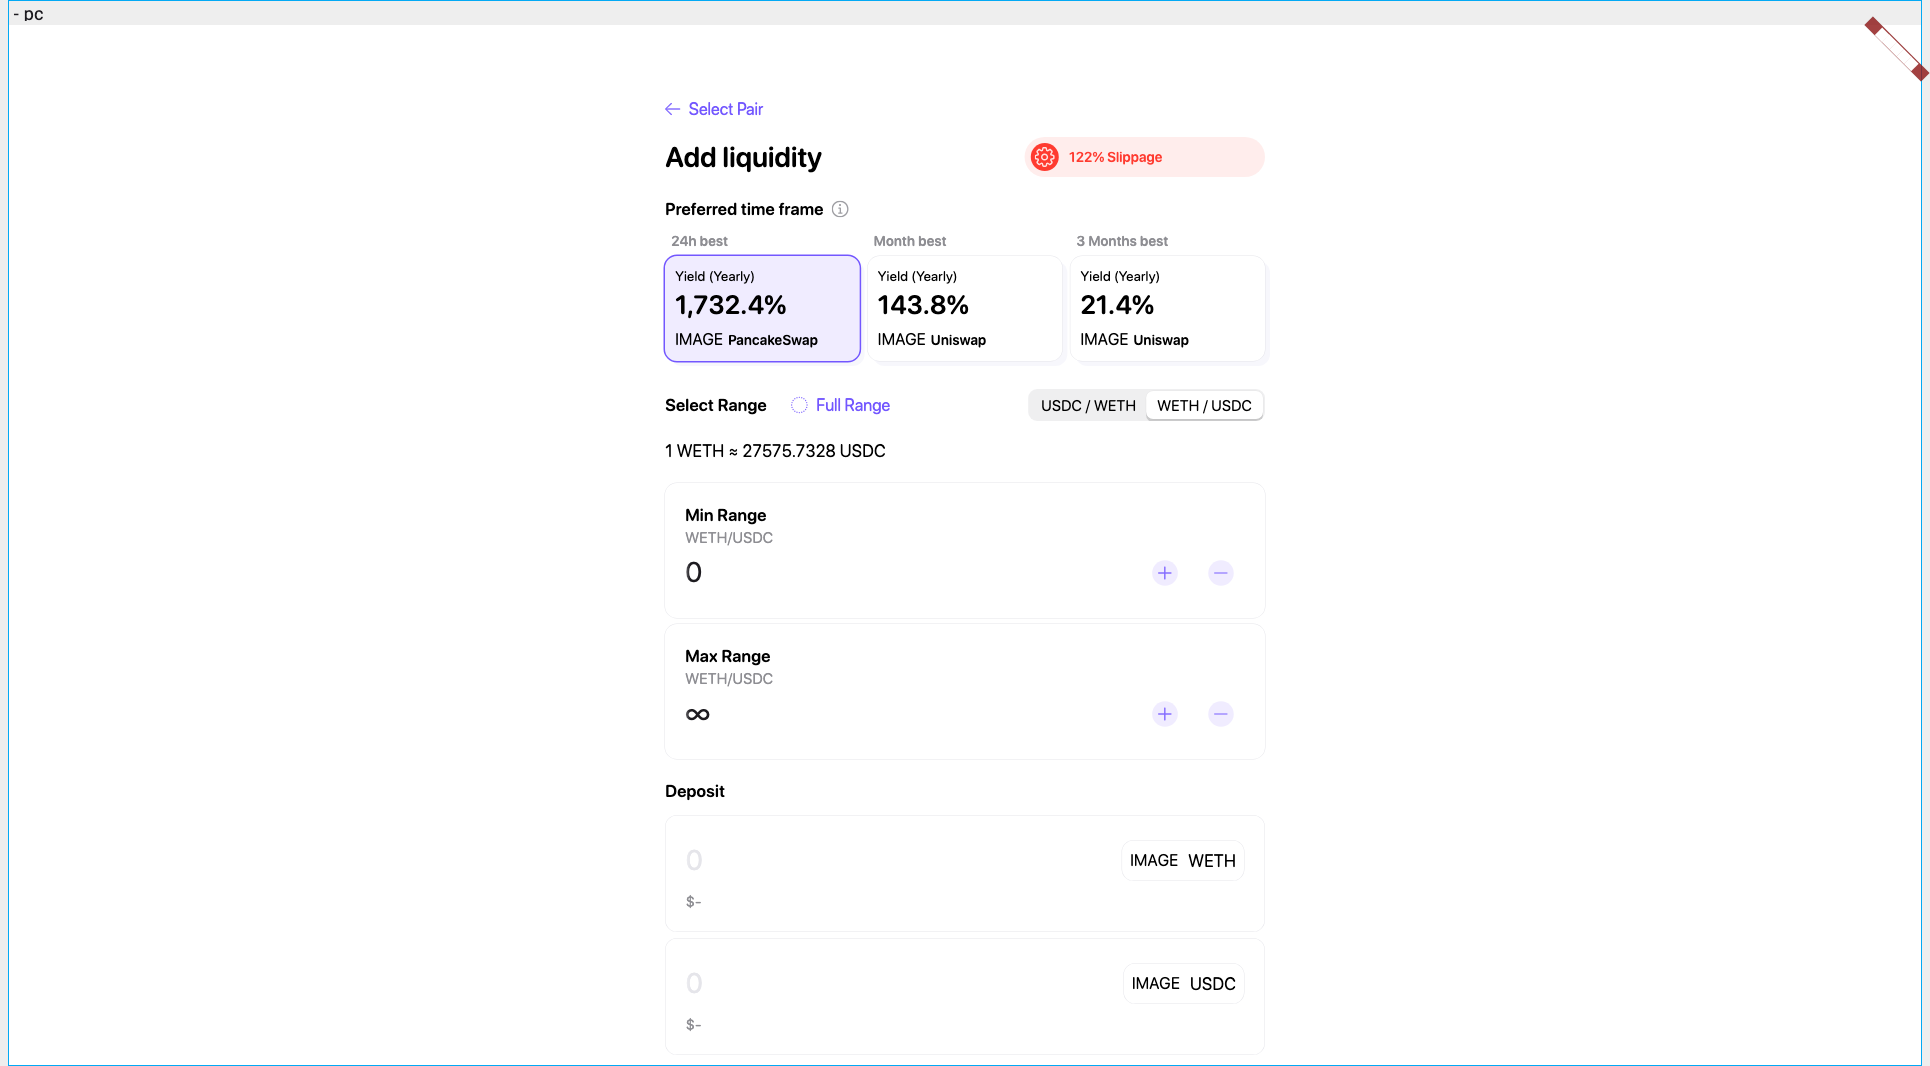 - pc
Select Pair
Add liquidity
122% Slippage
Preferred time frame
24h best
Month best
3 Months best
Yield (Yearly)
1,732.4%
IMAGE PancakeSwap
Yield (Yearly)
143.8%
IMAGE Uniswap
Yield (Yearly)
21.4%
IMAGE Uniswap
Select Range
Full Range
USDC / WETH
WETH / USDC
1 WETH ≈ 27575.7328 USDC
Min Range
WETH/USDC
0
Max Range
WETH/USDC
∞
Deposit
0
IMAGE WETH
$-
0
IMAGE USDC
$-